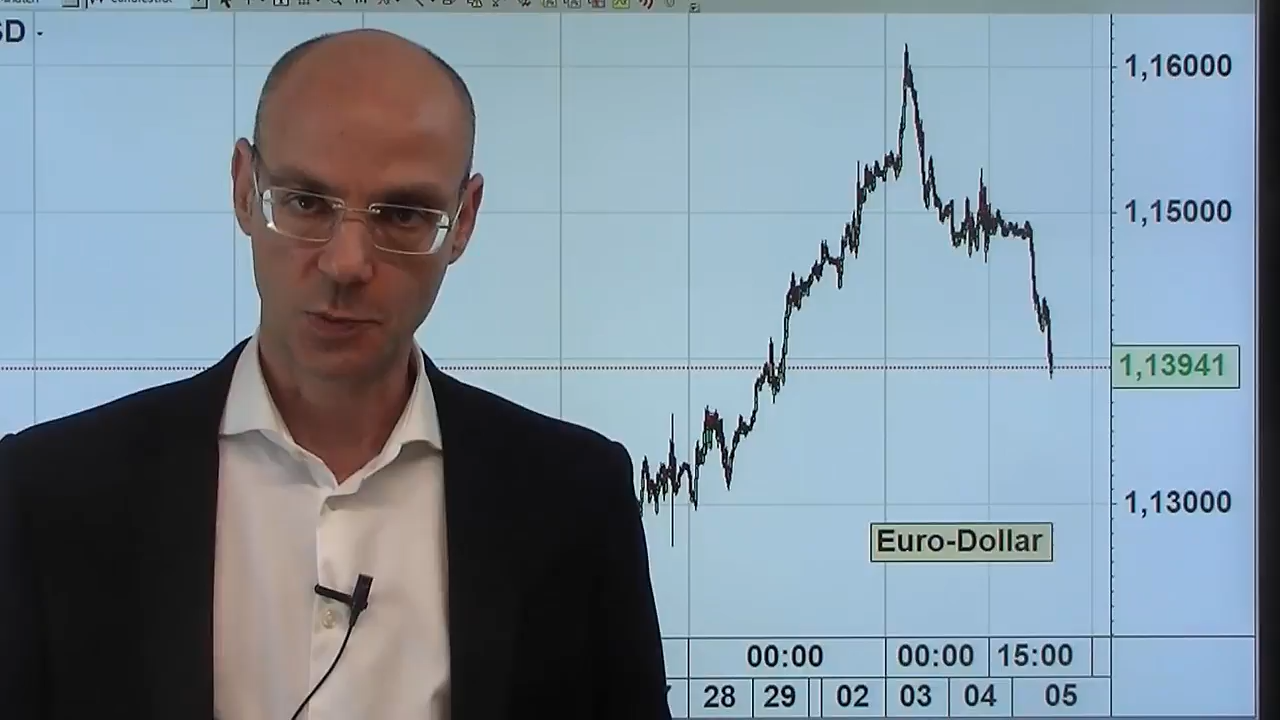 SD
1,16000
1,15000
1,13941
1,13000
Euro-Dollar
00:00 00:00 15:00
28 29 02 03 04 05